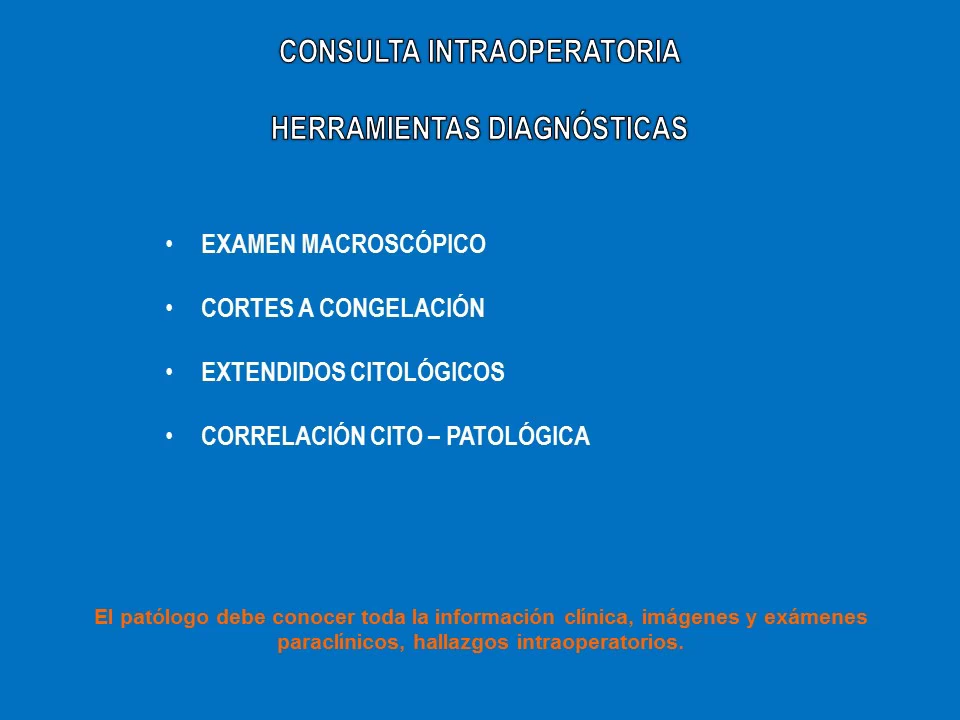 CONSULTA INTRAOPERATORIA
HERRAMIENTAS DIAGNÓSTICAS
• EXAMEN MACROSCÓPICO
• CORTES A CONGELACIÓN
• EXTENDIDOS CITOLÓGICOS
• CORRELACIÓN CITO – PATOLÓGICA
El patólogo debe conocer toda la información clínica, imágenes y exámenes
paraclínicos, hallazgos intraoperatorios.